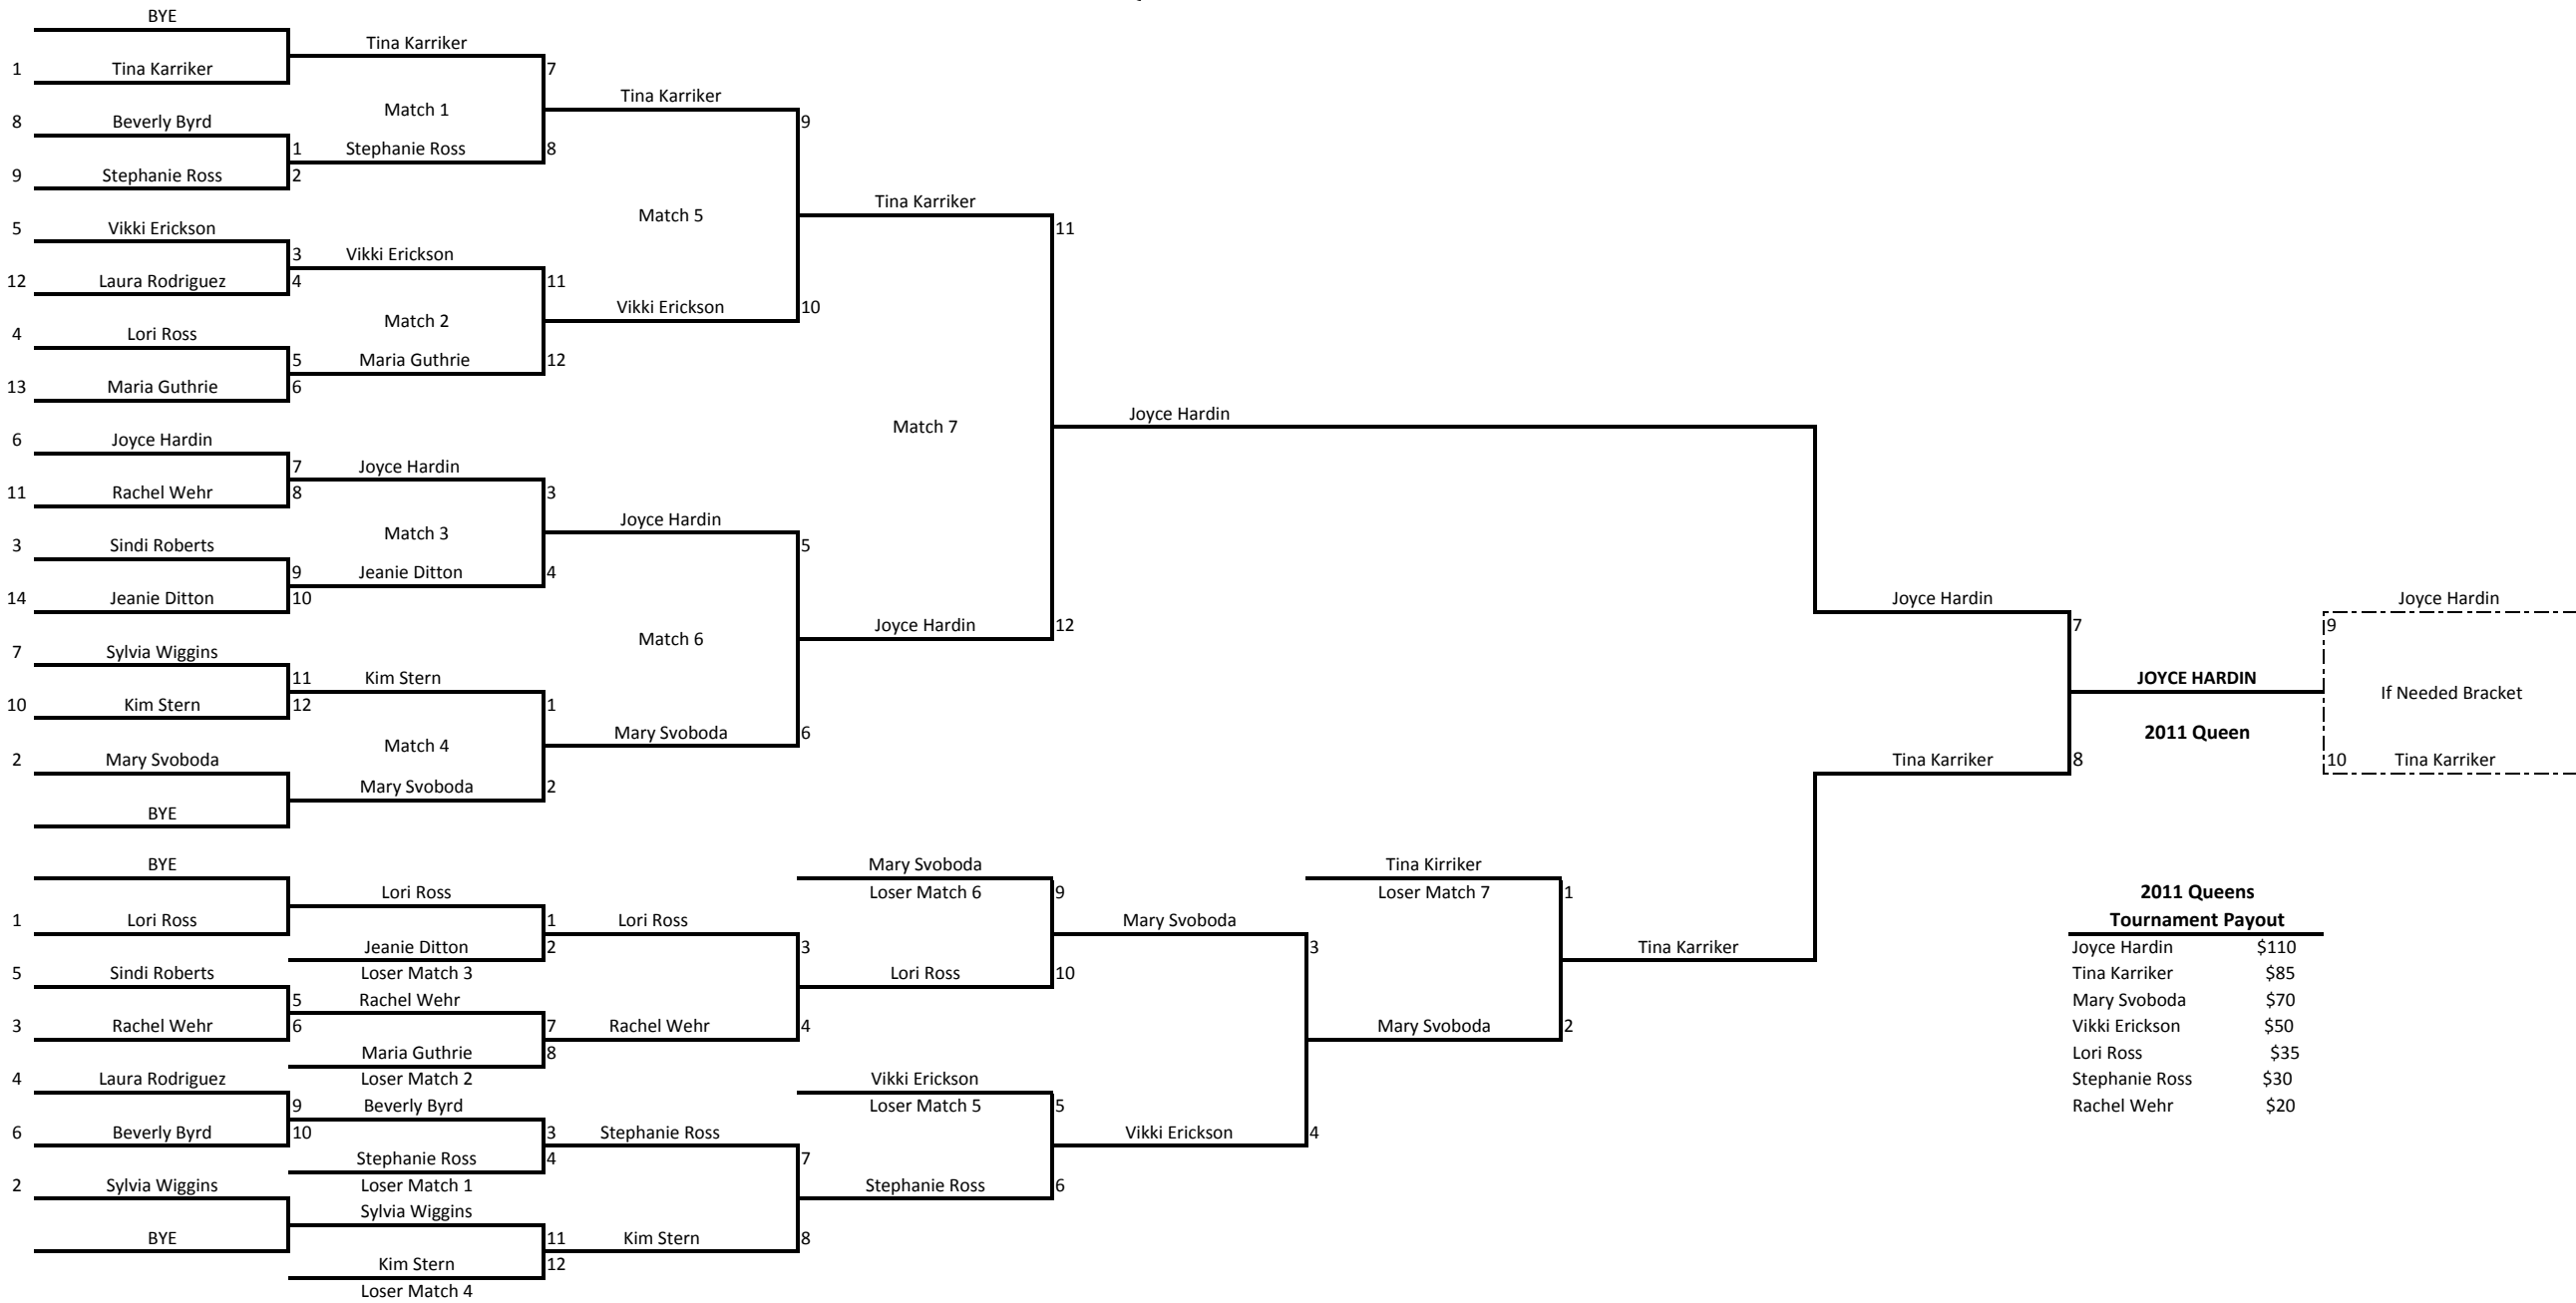 BYE
Tina Karriker
1 Tina Karriker 7
Match 1 Tina Karriker
8 Beverly Byrd 9
1 Stephanie Ross 8
9 Stephanie Ross 2
Tina Karriker
Match 5
5 Vikki Erickson 11
3 Vikki Erickson
12 Laura Rodriguez 4 11
Vikki Erickson 10
4 Lori Ross Match 2
5 Maria Guthrie 12
13 Maria Guthrie 6
Joyce Hardin
Match 7
6 Joyce Hardin
7 Joyce Hardin
11 Rachel Wehr 8 3
Joyce Hardin
3 Sindi Roberts Match 3 5
9 Jeanie Ditton 4
14 Jeanie Ditton 10 Joyce Hardin Joyce Hardin
Joyce Hardin 12 7 9
Match 6
7 Sylvia Wiggins
11 Kim Stern JOYCE HARDIN
If Needed Bracket
10 Kim Stern 12 1
Mary Svoboda 6 2011 Queen
Match 4
2 Mary Svoboda Tina Karriker 8 10 Tina Karriker
Mary Svoboda 2
BYE
BYE Mary Svoboda Tina Kirriker
Lori Ross Loser Match 6 9 Loser Match 7 1 2011 Queens
1 Lori Ross 1 Lori Ross Mary Svoboda Tournament Payout
Jeanie Ditton 2 3 3 Tina Karriker Joyce Hardin $110
5 Sindi Roberts Loser Match 3 Lori Ross 10 Tina Karriker $85
5 Rachel Wehr Mary Svoboda $70
3 Rachel Wehr 6 7 Rachel Wehr 4 Mary Svoboda 2 Vikki Erickson $50
Maria Guthrie 8 Lori Ross $35
4 Laura Rodriguez Loser Match 2 Vikki Erickson Stephanie Ross $30
9 Beverly Byrd Loser Match 5 5 Rachel Wehr $20
6 Beverly Byrd 10 3 Stephanie Ross Vikki Erickson 4
Stephanie Ross 4 7
2 Sylvia Wiggins Loser Match 1 Stephanie Ross 6
Sylvia Wiggins
BYE 11 Kim Stern 8
Kim Stern 12
Loser Match 4